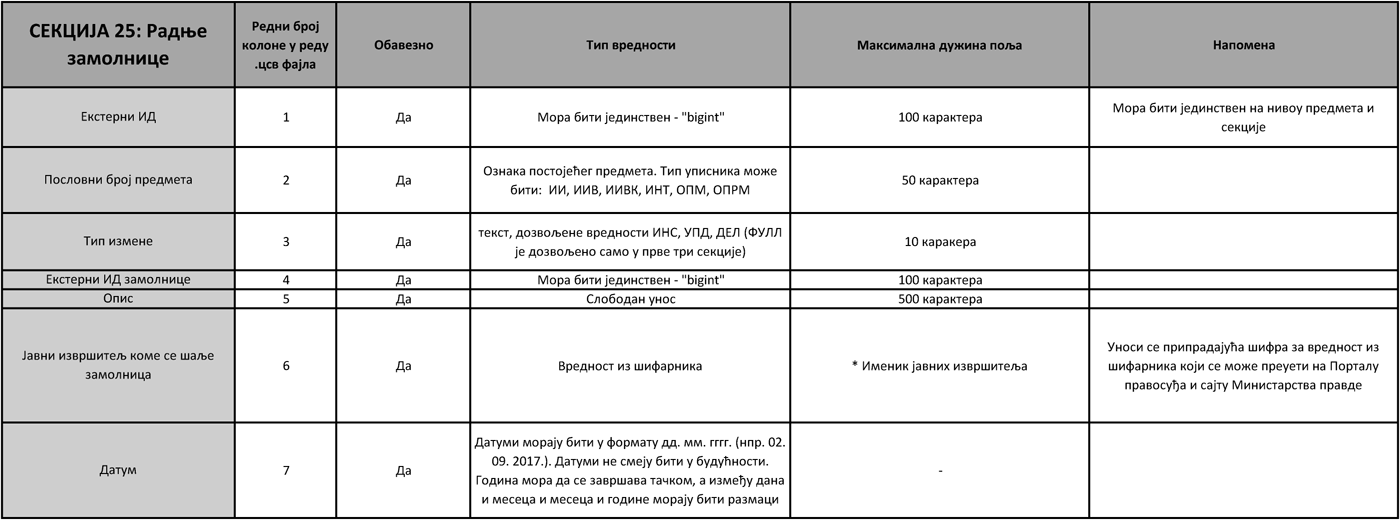 СЕКЦИЈА 25: Радње
замолнице
Редни број
колоне у реду
.цсв фајла
Обавезно
Тип вредности
Максимална дужина поља
Напомена
Екстерни ИД
1
Да
Мора бити јединствен - "bigint"
100 карактера
Мора бити јединствен на нивоу предмета и
секције
Пословни број предмета
2
Да
Ознака постојећег предмета. Тип уписника може
бити:  ИИ, ИИВ, ИИВК, ИНТ, ОПМ, ОПРМ
50 карактера
Тип измене
3
Да
текст, дозвољене вредности ИНС, УПД, ДЕЛ (ФУЛЛ
је дозвољено само у прве три секције)
10 каракера
Екстерни ИД замолнице
4
Да
Мора бити јединствен - "bigint"
100 карактера
Опис
5
Да
Слободан унос
500 карактера
Јавни извршитељ коме се шаље
замолница
6
Да
Вредност из шифарника
* Именик јавних извршитеља
Уноси се припрадајућа шифра за вредност из
шифарника који се може преуети на Порталу
правосуђа и сајту Министарства правде
Датум
7
Да
Датуми морају бити у формату дд. мм. гггг. (нпр. 02.
09. 2017.). Датуми не смеју бити у будућности.
Година мора да се завршава тачком, а између дана
и месеца и месеца и године морају бити размаци
-